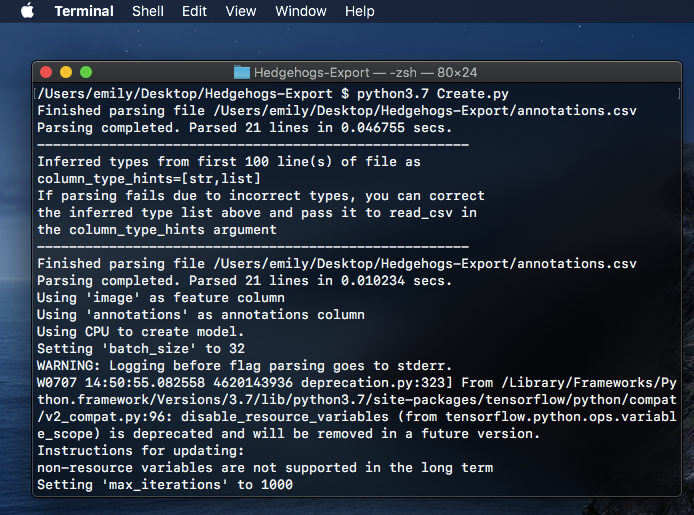 Terminal Shell Edit View Window Help
Hedgehogs-Export — -zsh — 80×24
[/Users/emily/Desktop/Hedgehogs-Export $ python3.7 Create.py ]
Finished parsing file /Users/emily/Desktop/Hedgehogs-Export/annotations.csv
Parsing completed. Parsed 21 lines in 0.046755 secs.
------------------------------------------------------
Inferred types from first 100 line(s) of file as
column_type_hints=[str,list]
If parsing fails due to incorrect types, you can correct
the inferred type list above and pass it to read_csv in
the column_type_hints argument
------------------------------------------------------
Finished parsing file /Users/emily/Desktop/Hedgehogs-Export/annotations.csv
Parsing completed. Parsed 21 lines in 0.010234 secs.
Using 'image' as feature column
Using 'annotations' as annotations column
Using CPU to create model.
Setting 'batch_size' to 32
WARNING: Logging before flag parsing goes to stderr.
W0707 14:50:55.082558 4620143936 deprecation.py:323] From /Library/Frameworks/Py
thon.framework/Versions/3.7/lib/python3.7/site-packages/tensorflow/python/compat
/v2_compat.py:96: disable_resource_variables (from tensorflow.python.ops.variabl
e_scope) is deprecated and will be removed in a future version.
Instructions for updating:
non-resource variables are not supported in the long term
Setting 'max_iterations' to 1000